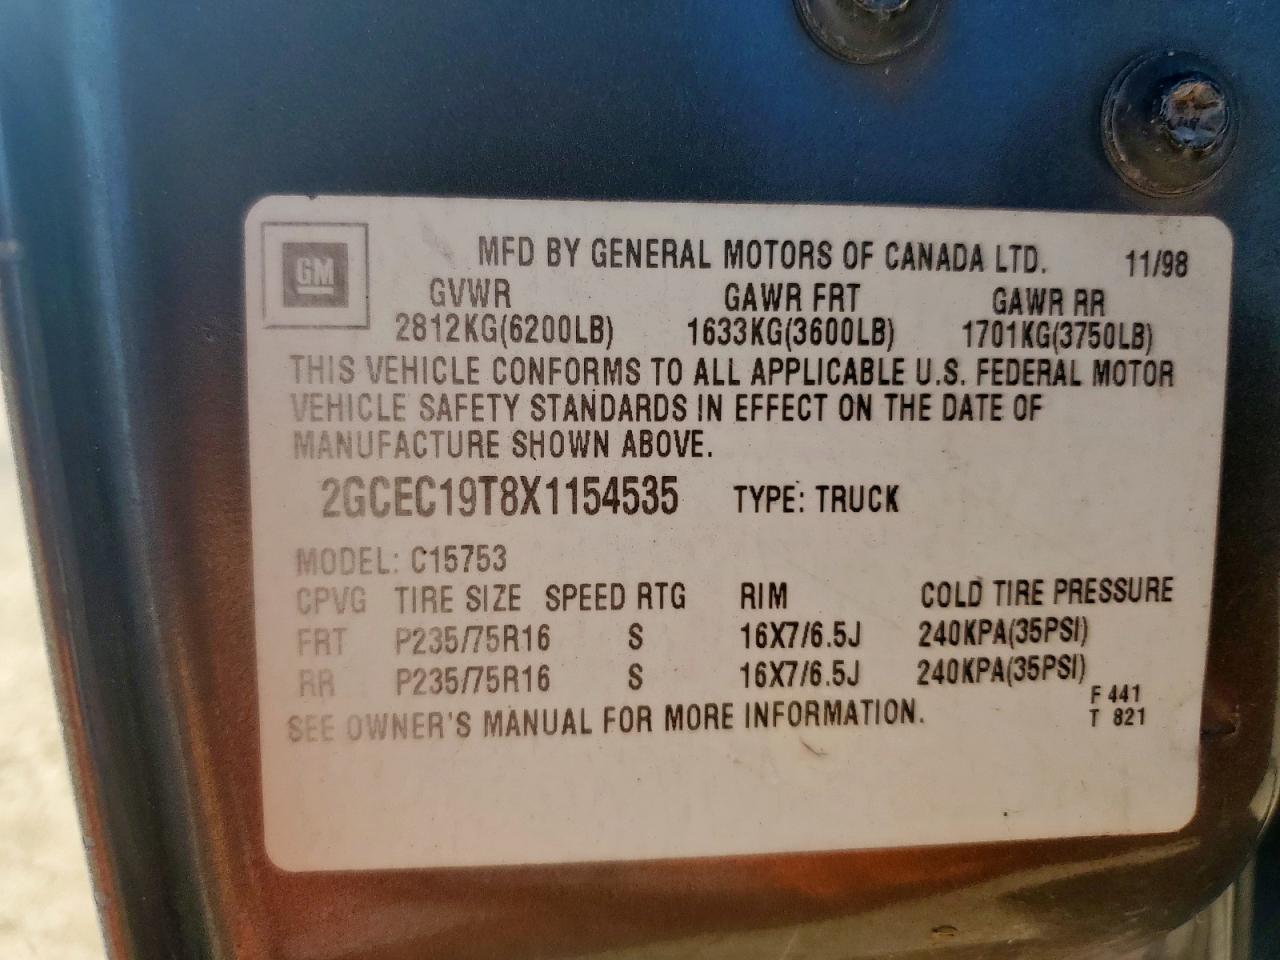 GM
MFD BY GENERAL MOTORS OF CANADA LTD. 11/98
GVWR GAWR FRT GAWR RR
2812KG(6200LB) 1633KG(3600LB) 1701KG(3750LB)
THIS VEHICLE CONFORMS TO ALL APPLICABLE U.S. FEDERAL MOTOR
VEHICLE SAFETY STANDARDS IN EFFECT ON THE DATE OF
MANUFACTURE SHOWN ABOVE.
2GCEC19T8X1154535 TYPE: TRUCK
MODEL: C15753
CPVG TIRE SIZE SPEED RTG RIM COLD TIRE PRESSURE
FRT P235/75R16 S 16X7/6.5J 240KPA(35PSI)
RR P235/75R16 S 16X7/6.5J 240KPA(35PSI)
F 441
SEE OWNER'S MANUAL FOR MORE INFORMATION. T 821